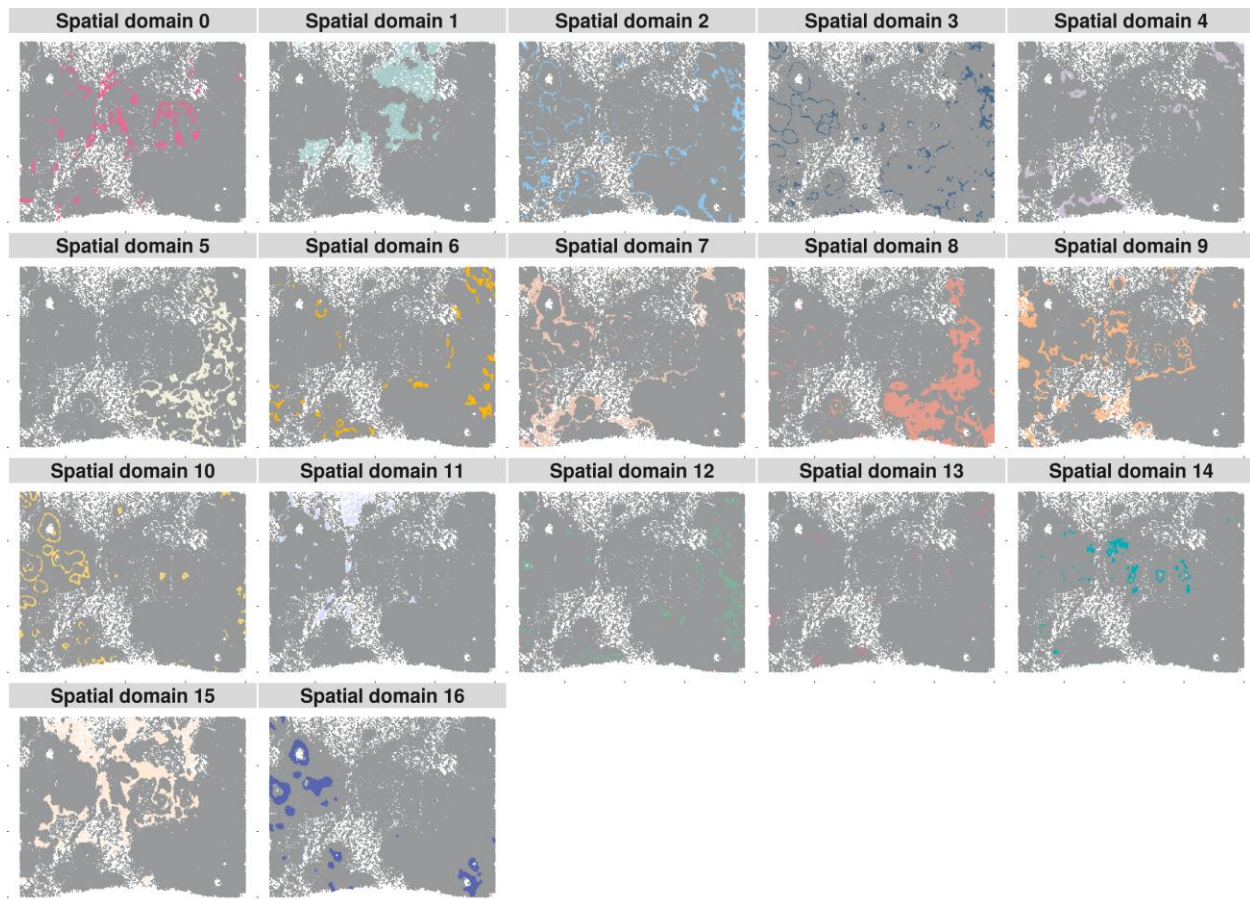 Spatial domain 0
Spatial domain 1
Spatial domain 2
Spatial domain 3
Spatial domain 4
Spatial domain 5
Spatial domain 6
Spatial domain 7
Spatial domain 8
Spatial domain 9
Spatial domain 10
Spatial domain 11
Spatial domain 12
Spatial domain 13
Spatial domain 14
Spatial domain 15
Spatial domain 16